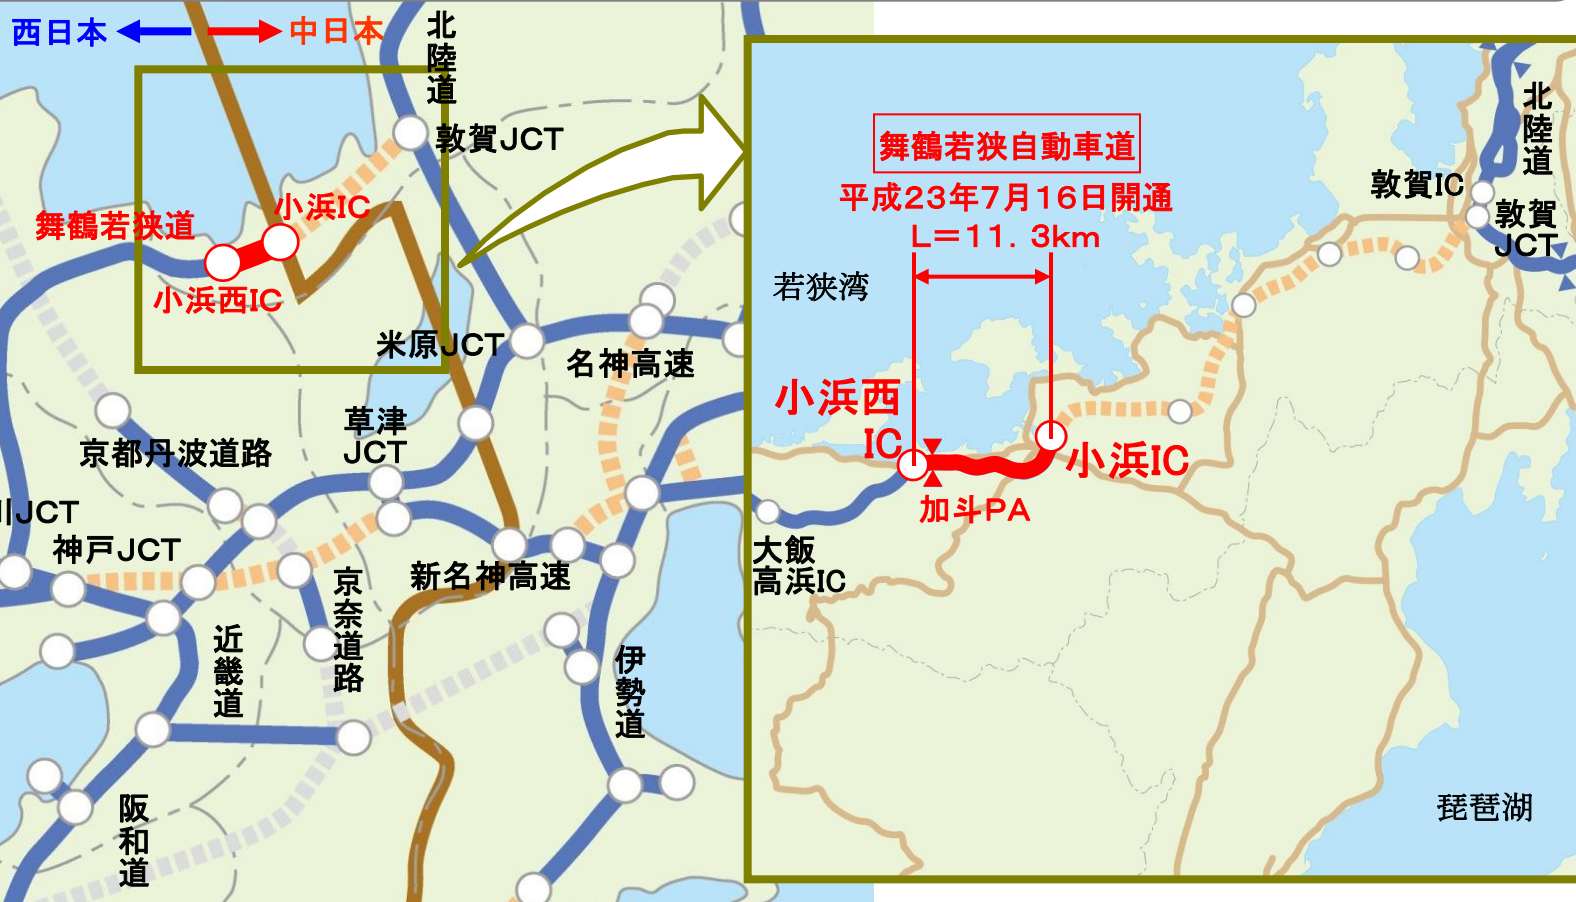 西日本
中日本
北陸道
敦賀JCT
小浜IC
舞鶴若狭道
小浜西IC
米原JCT
名神高速
草津
JCT
京都丹波道路
川JCT
神戸JCT
新名神高速
京奈道路
近畿道
伊勢道
阪和道
舞鶴若狭自動車道
平成23年7月16日開通
L=11.3km
北陸道
敦賀IC
敦賀
JCT
若狭湾
小浜西
IC
小浜IC
加斗PA
大飯
高浜IC
琵琶湖